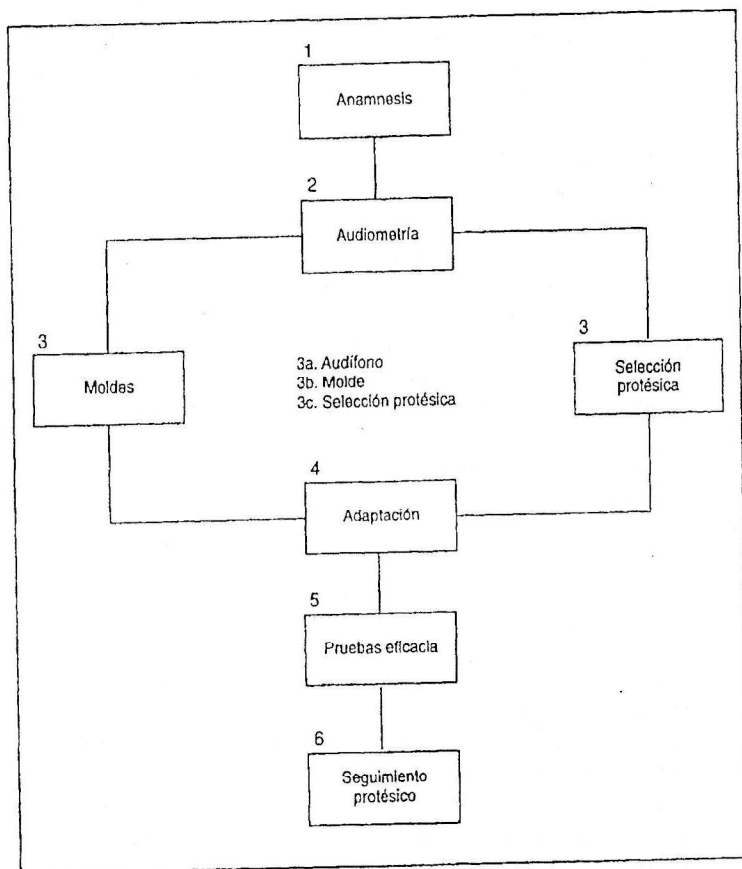 1
Anamnesis
2
Audiometría
3
Moldes
3a. Audífono
3b. Molde
3c. Selección protésica
3
Selección
protésica
4
Adaptación
5
Pruebas eficacia
6
Seguimiento
protésico